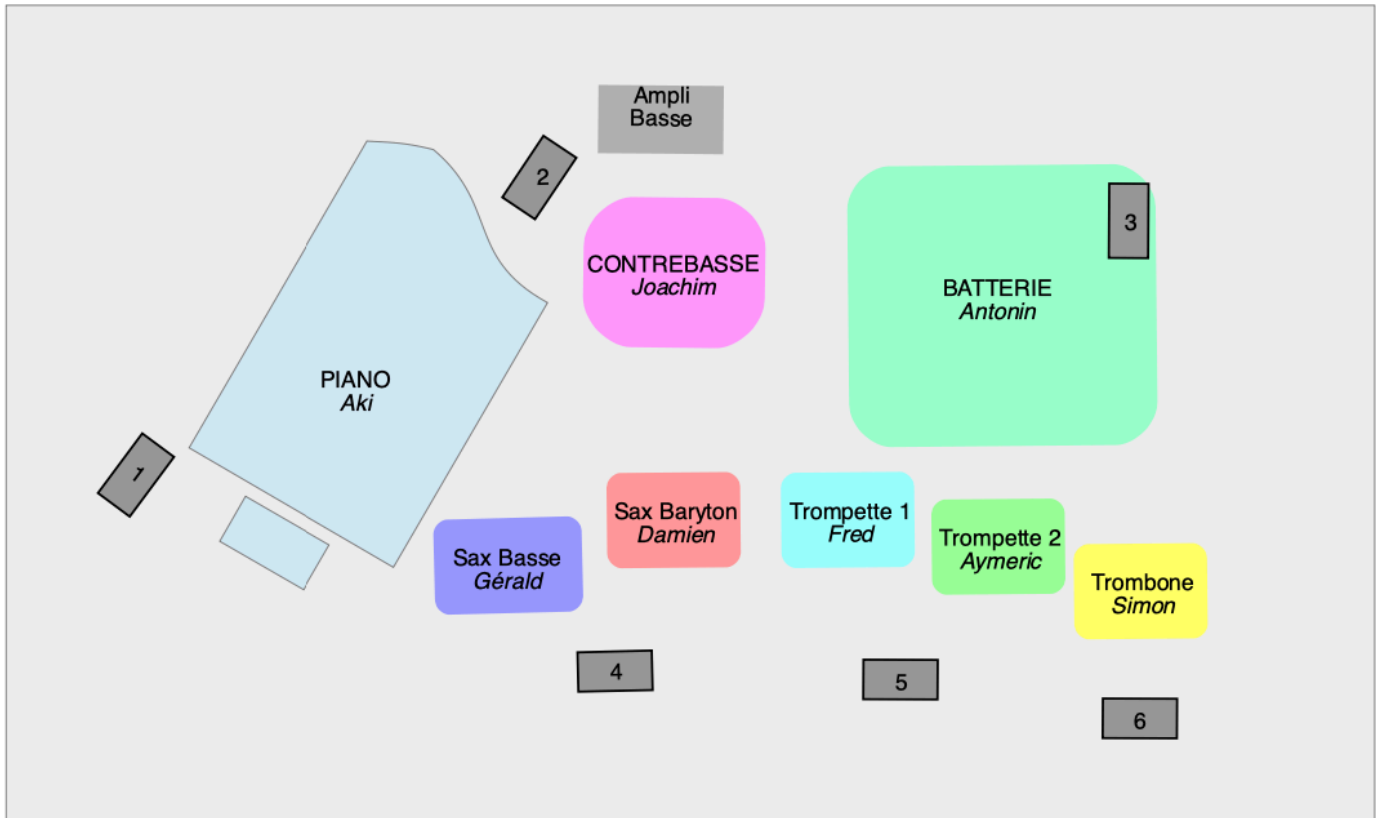 Ampli
Basse
2
3
CONTREBASSE
Joachim
BATTERIE
Antonin
PIANO
Aki
1
Sax Basse
Gérald
Sax Baryton
Damien
Trompette 1
Fred
Trompette 2
Aymeric
Trombone
Simon
4
5
6